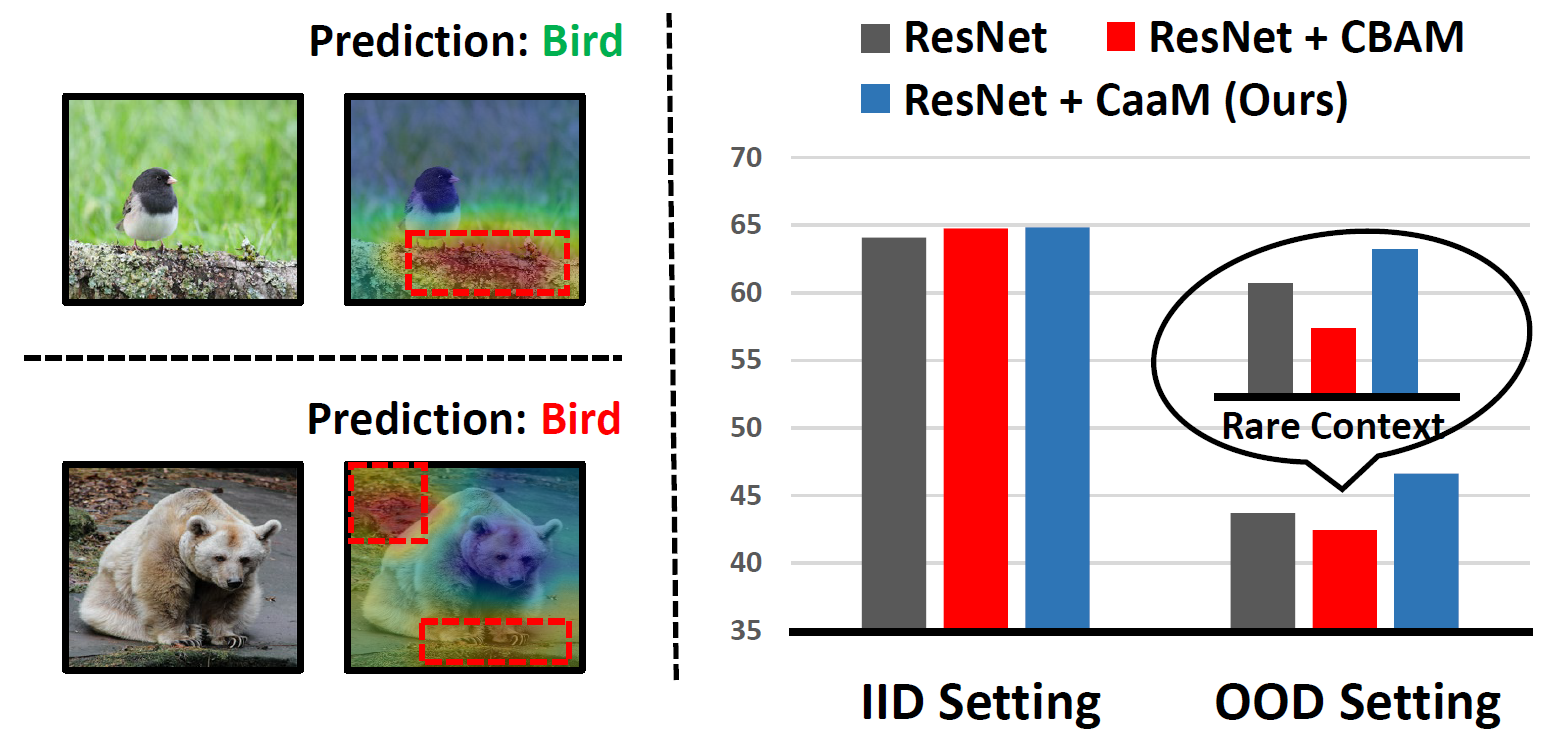 Prediction: Bird
Prediction: Bird
ResNet
ResNet + CBAM
ResNet + CaaM (Ours)
70
65
60
55
50
45
40
35
Rare Context
IID Setting
OOD Setting